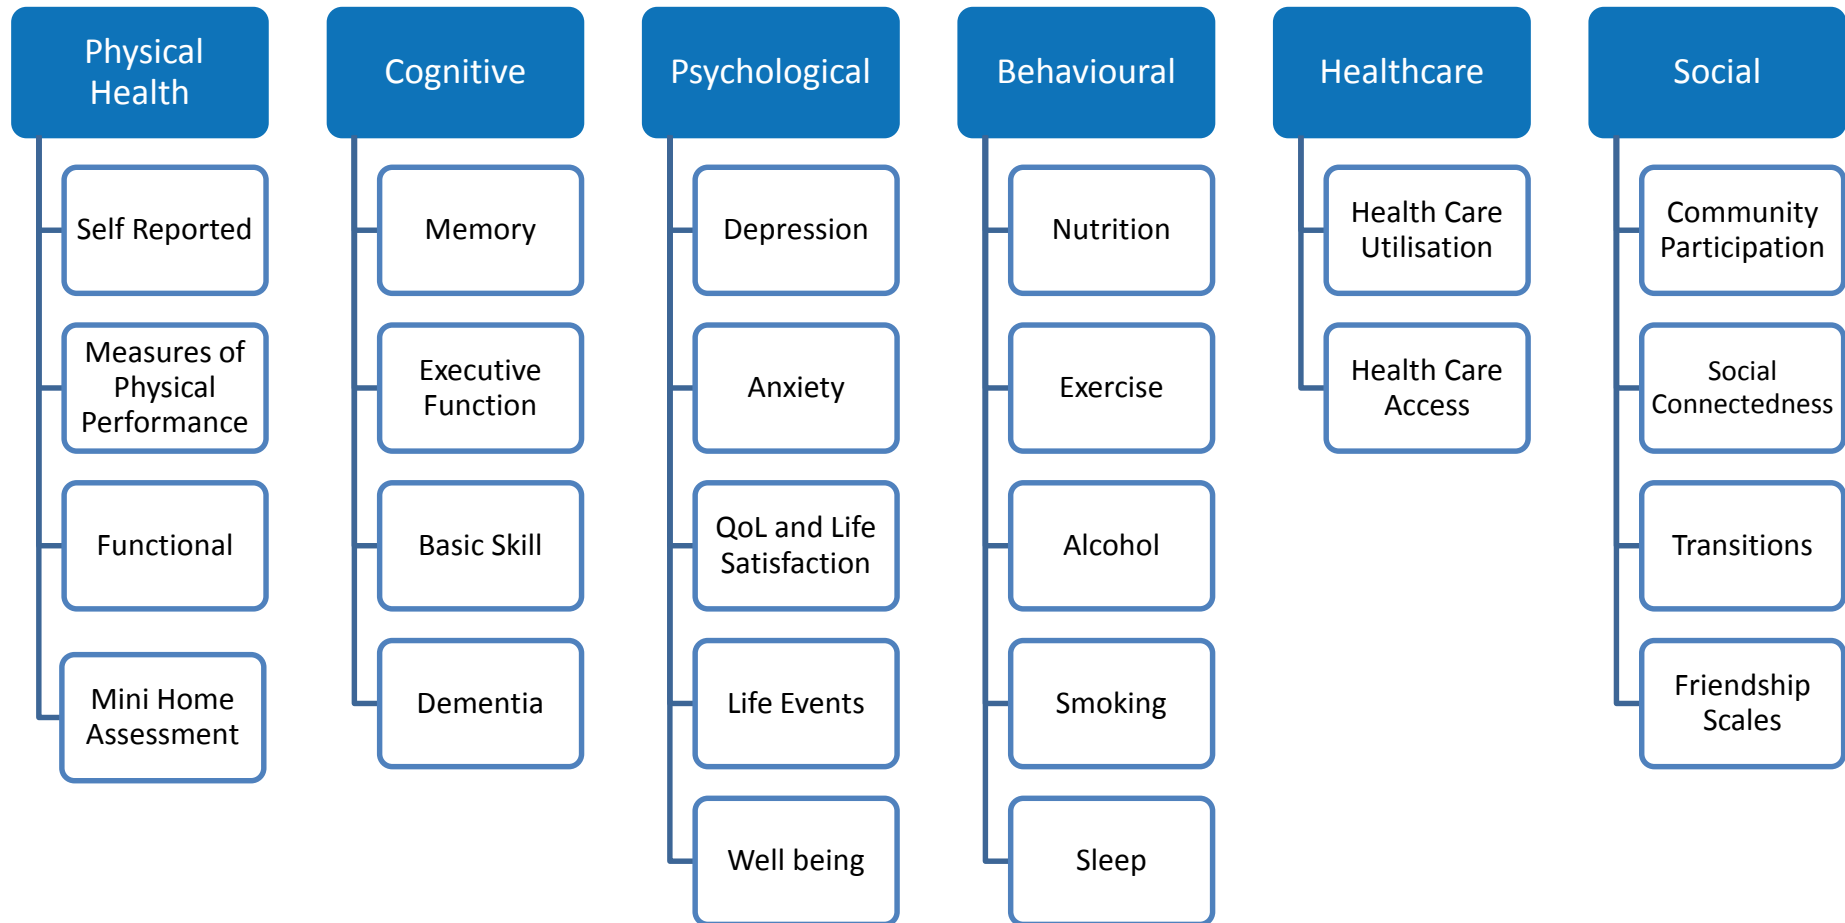 Physical
Health
Self Reported
Measures of
Physical
Performance
Functional
Mini Home
Assessment
Cognitive
Memory
Executive
Function
Basic Skill
Dementia
Psychological
Depression
Anxiety
QoL and Life
Satisfaction
Life Events
Well being
Behavioural
Nutrition
Exercise
Alcohol
Smoking
Sleep
Healthcare
Health Care
Utilisation
Health Care
Access
Social
Community
Participation
Social
Connectedness
Transitions
Friendship
Scales